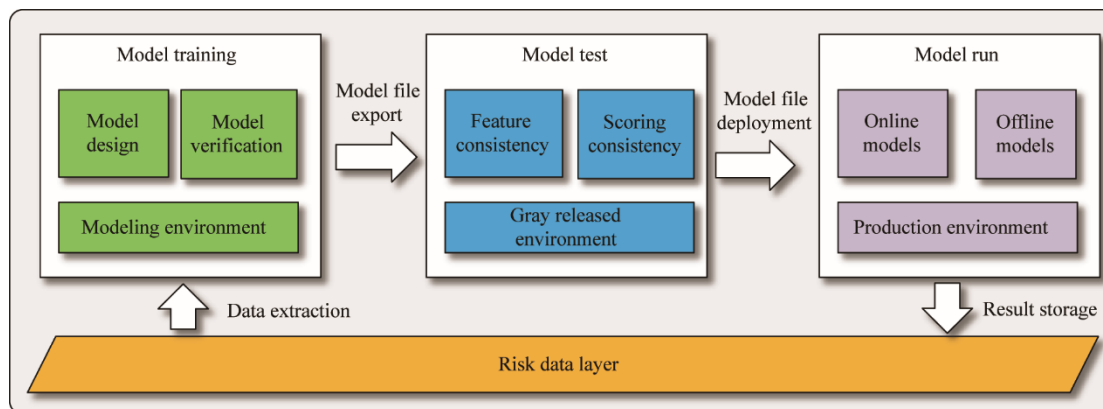 Model training
Model
design
Model
verification
Modeling environment
Model file
export
Model test
Feature
consistency
Scoring
consistency
Gray released
environment
Model file
deployment
Model run
Online
models
Offline
models
Production environment
Data extraction
Result storage
Risk data layer